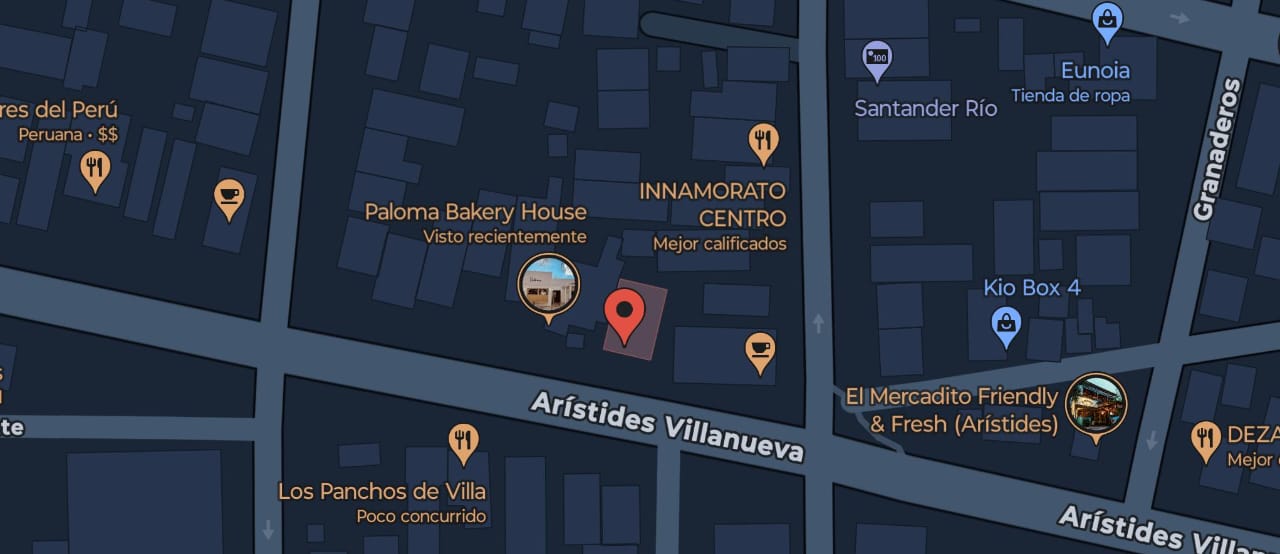 Eunoia
Tienda de ropa
100
Santander Río
res del Perú
Peruana • $$
Granaderos
INNAMORATO
CENTRO
Mejor calificados
Paloma Bakery House
Visto recientemente
Kio Box 4
El Mercadito Friendly
& Fresh (Arístides)
Arístides Villanueva
te
DEZA
Mejor
Los Panchos de Villa
Poco concurrido
Arístides Villanu